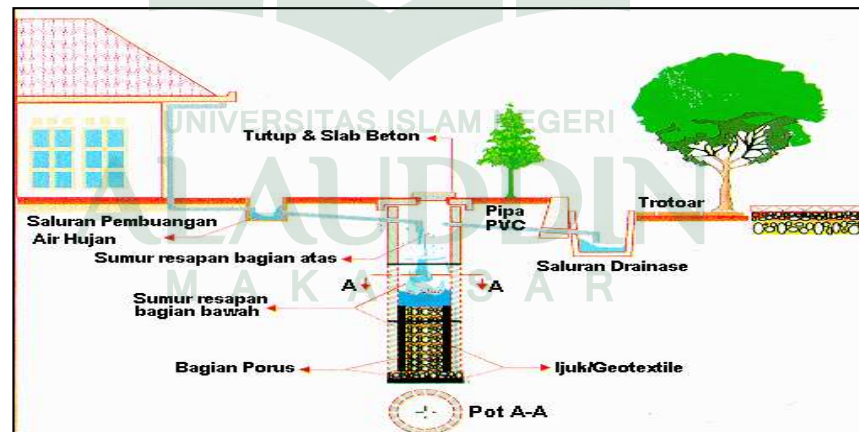 UNIVERSITAS ISLAM NEGERI
ALAUDDIN
MAKASSAR
Tutup & Slab Beton
Saluran Pembuangan
Air Hujan
Pipa
PVC
Trotoar
Sumur resapan bagian atas
Saluran Drainase
A
A
Sumur resapan
bagian bawah
Bagian Porus
Ijuk/Geotextile
Pot A-A